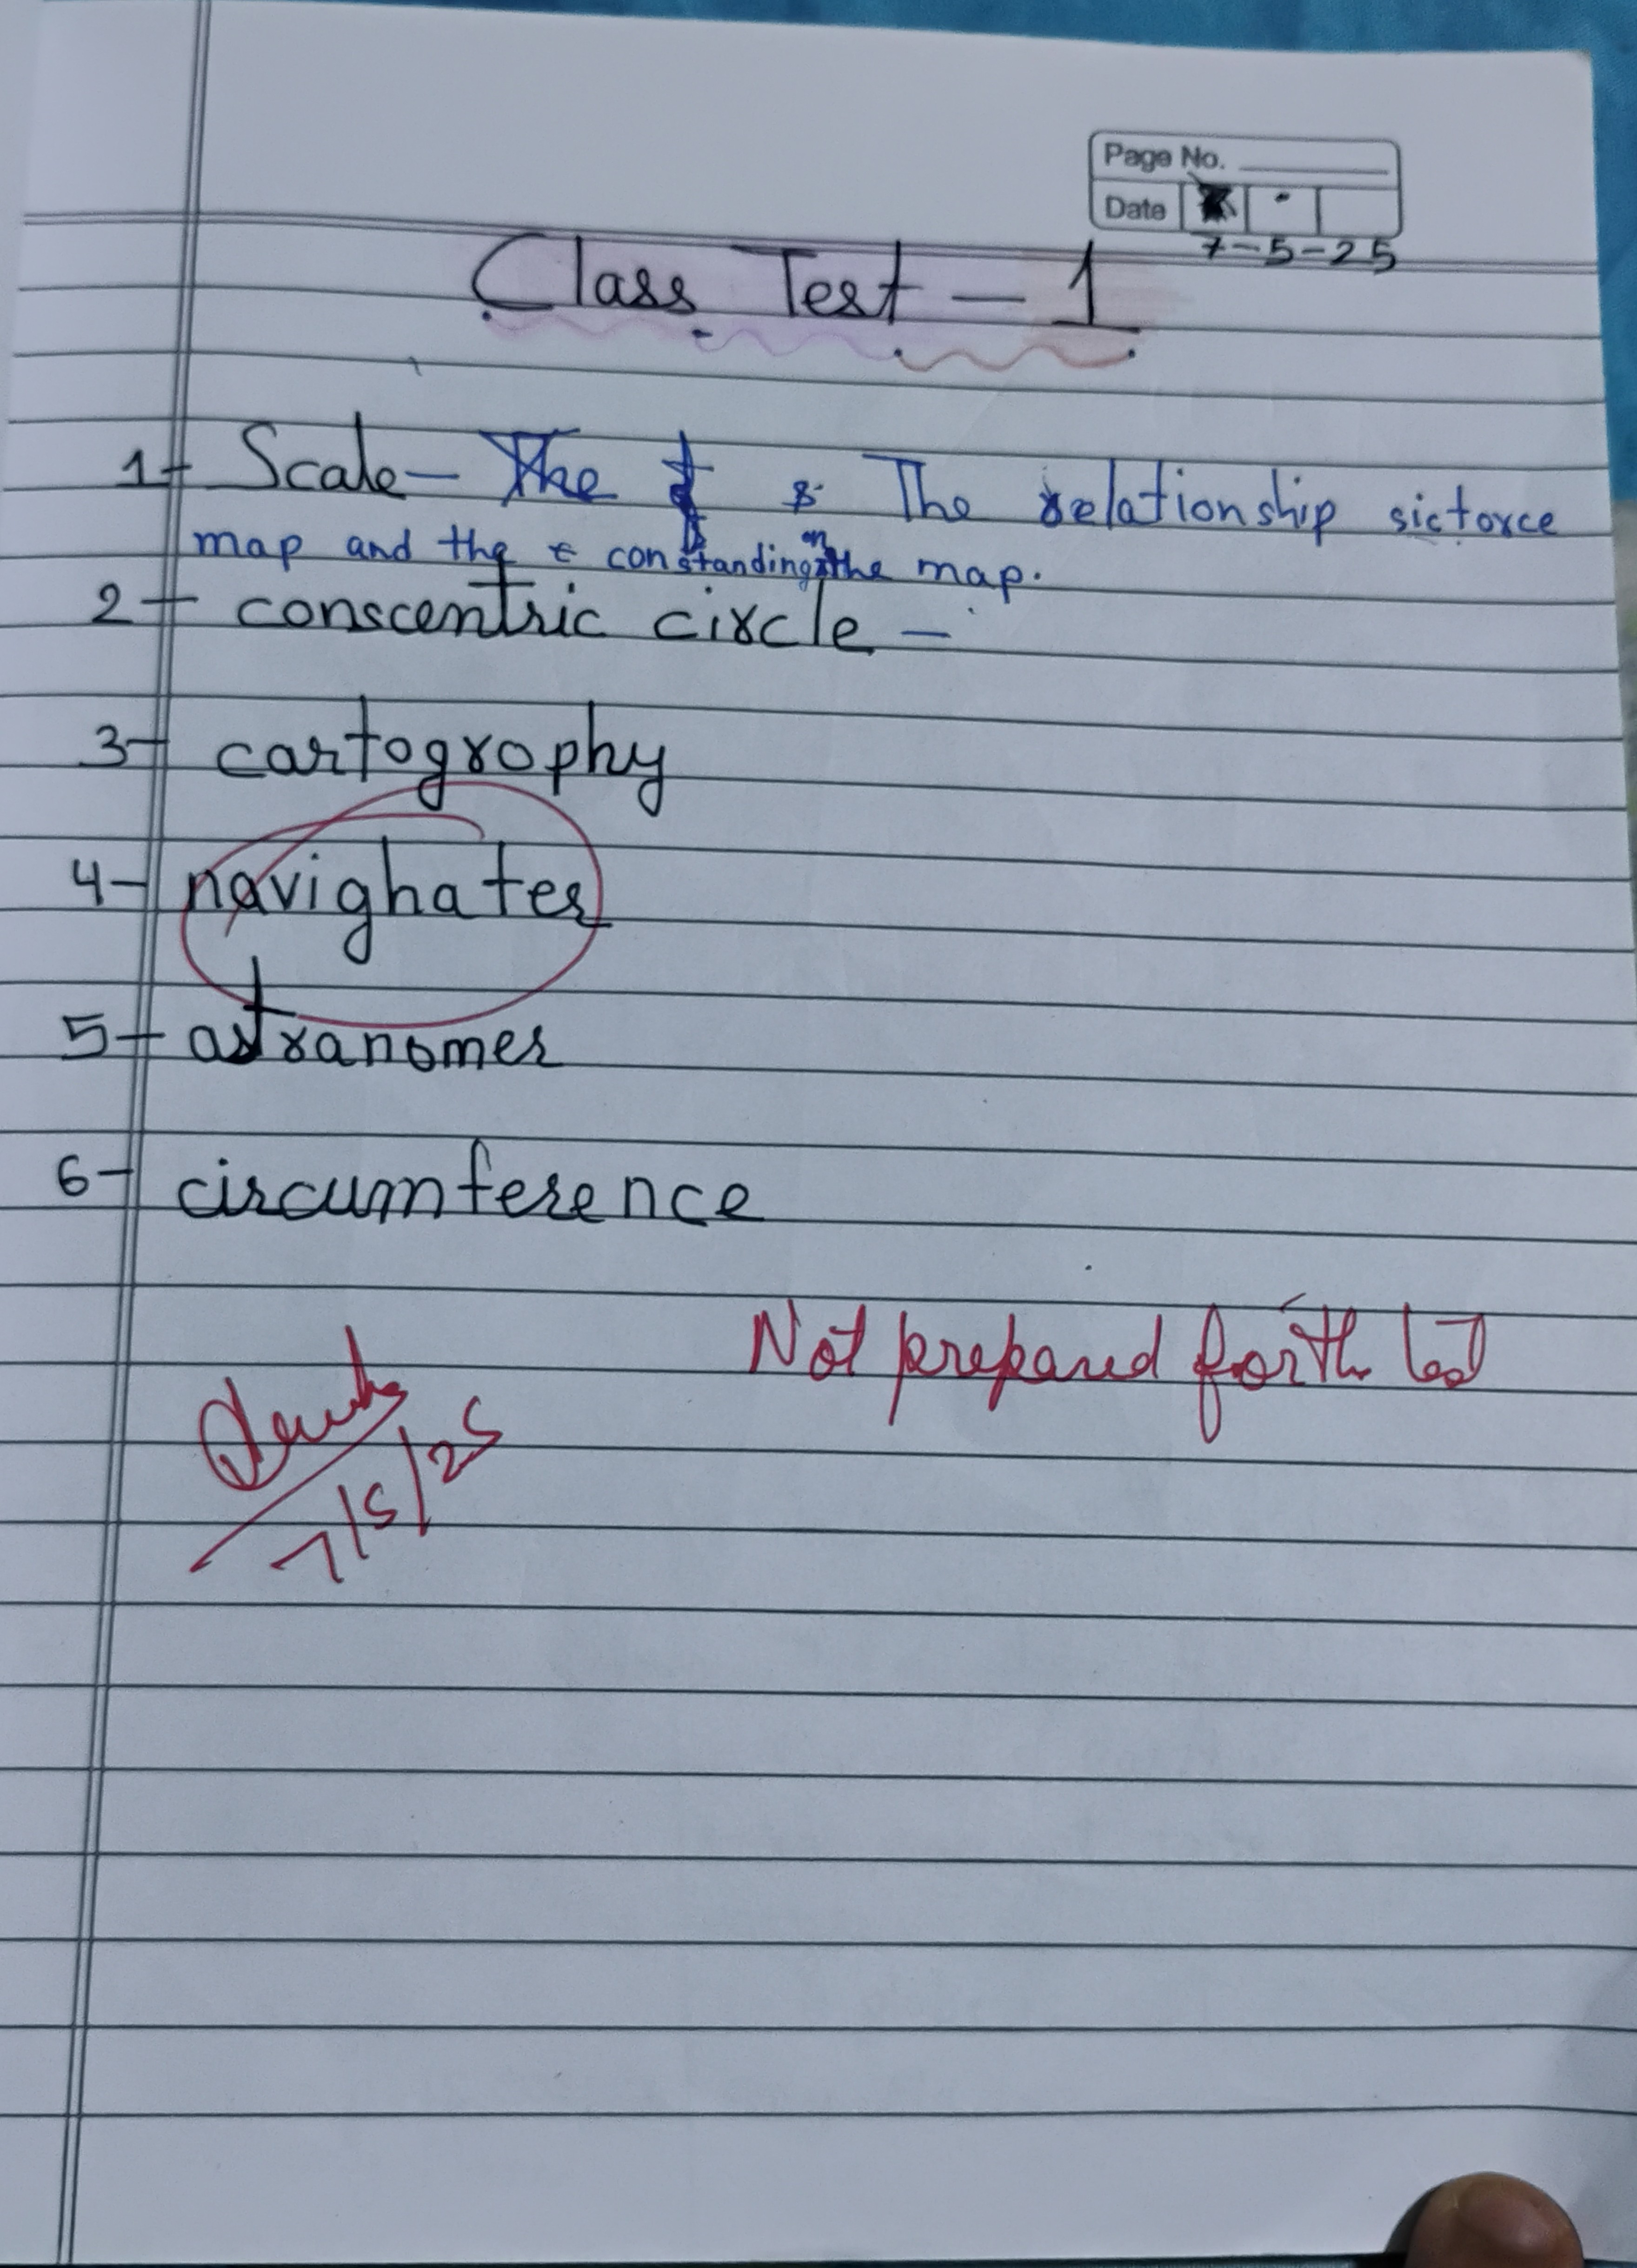 Page No.
Date
7-5-25
Class Test - 1
1- Scale - The The relationship sictorce
map and the constanding on the map.
2- conscentric circle -
3- cartogrophy
4- navighater
5- astranomer
6- circumference
Not prepared for the test
7/5/25